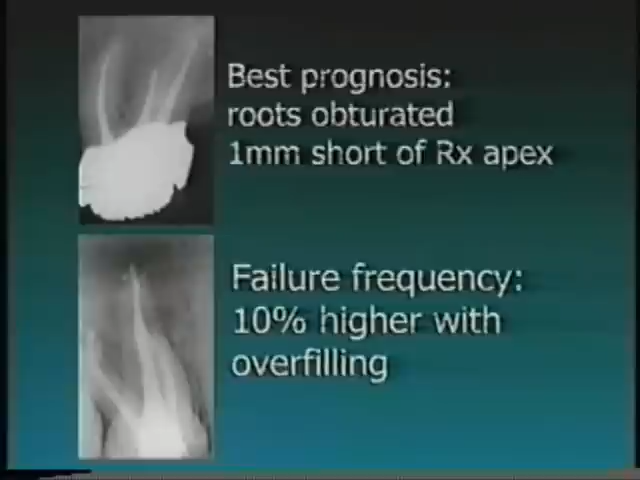 Best prognosis:
roots obturated
1mm short of Rx apex
Failure frequency:
10% higher with
overfilling